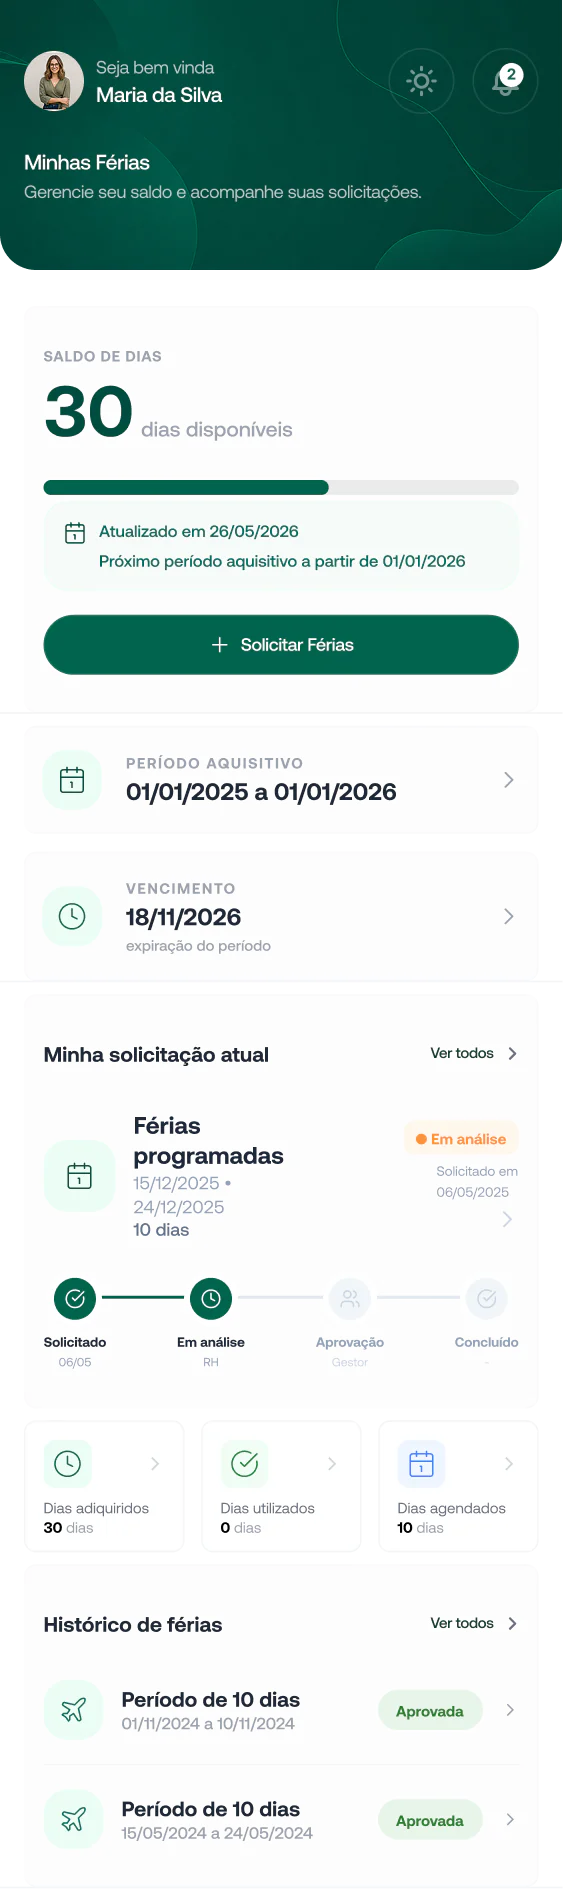 Seja bem vinda
Maria da Silva
2
Minhas Férias
Gerencie seu saldo e acompanhe suas solicitações.
SALDO DE DIAS
30 dias disponíveis
1
Atualizado em 26/05/2026
Próximo período aquisitivo a partir de 01/01/2026
Solicitar Férias
1
PERÍODO AQUISITIVO
01/01/2025 a 01/01/2026
VENCIMENTO
18/11/2026
expiração do período
Minha solicitação atual
Ver todos
1
Férias
programadas
15/12/2025 •
24/12/2025
10 dias
Em análise
Solicitado em
06/05/2025
Solicitado
06/05
Em análise
RH
Aprovação
Gestor
Concluído
-
Dias adiquiridos
30 dias
Dias utilizados
0 dias
1
Dias agendados
10 dias
Histórico de férias
Ver todos
Período de 10 dias
01/11/2024 a 10/11/2024
Aprovada
Período de 10 dias
15/05/2024 a 24/05/2024
Aprovada